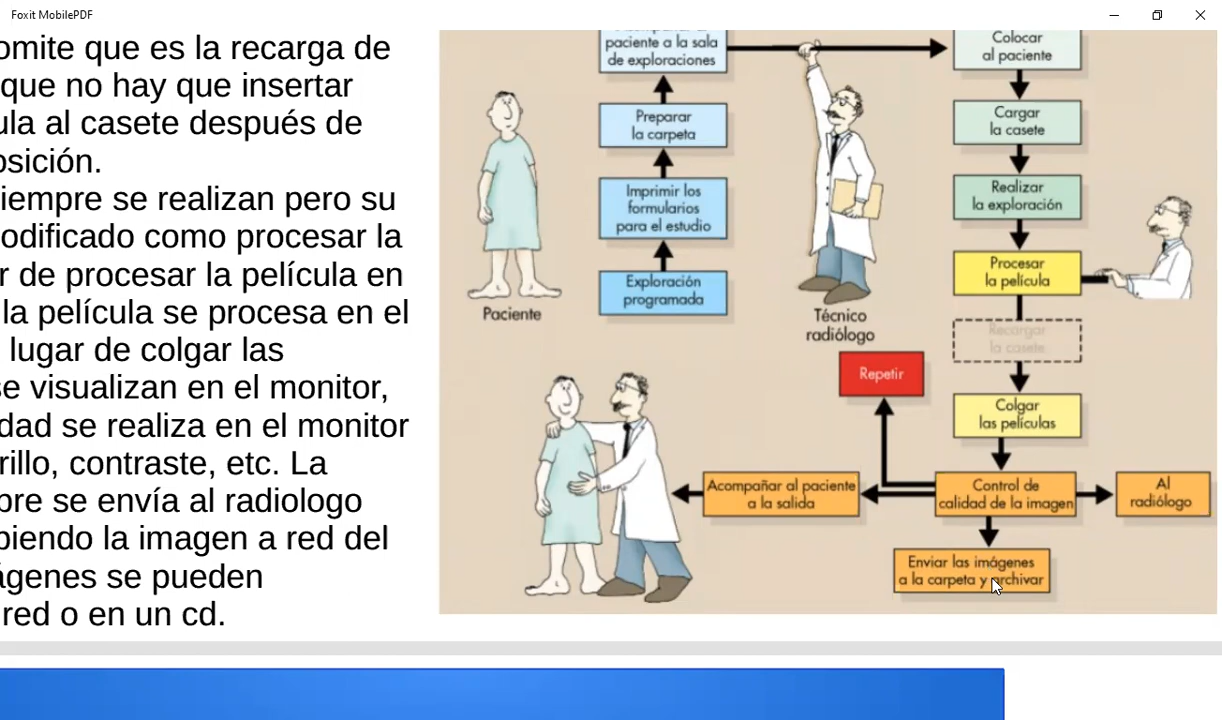 Foxit MobilePDF
omite que es la recarga de
que no hay que insertar
ula al casete después de
osición.
iempre se realizan pero su
odificado como procesar la
r de procesar la película en
la película se procesa en el
lugar de colgar las
se visualizan en el monitor,
dad se realiza en el monitor
rillo, contraste, etc. La
bre se envía al radiologo
biendo la imagen a red del
ágenes se pueden
red o en un cd.
paciente a la sala
de exploraciones
Preparar
la carpeta
Imprimir los
formularios
para el estudio
Exploración
programada
Paciente
Técnico
radiólogo
Colocar
al paciente
Cargar
la casete
Realizar
la exploración
Procesar
la película
Recargar
la casete
Colgar
las películas
Repetir
Control de
calidad de la imagen
Al
radiólogo
Acompañar al paciente
a la salida
Enviar las imágenes
a la carpeta y archivar